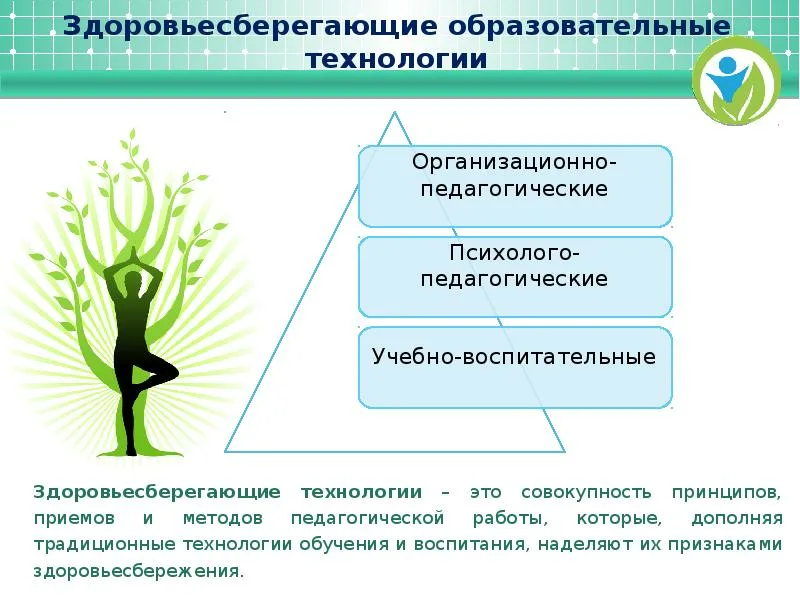 Здоровьесберегающие образовательные
технологии
Организационно-
педагогические
Психолого-
педагогические
Учебно-воспитательные
Здоровьесберегающие технологии – это совокупность принципов,
приемов и методов педагогической работы, которые, дополняя
традиционные технологии обучения и воспитания, наделяют их признаками
здоровьесбережения.